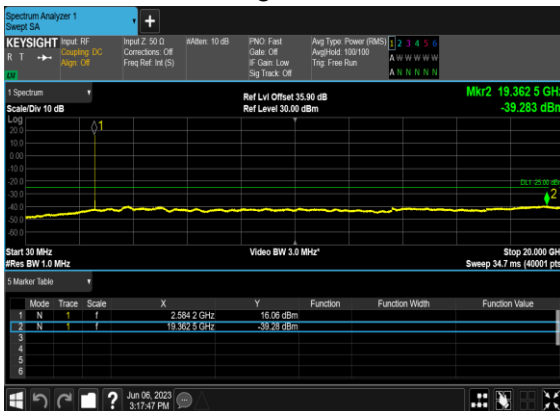 Spectrum Analyzer 1
Swept SA
KEYSIGHT Input: RF Input Z: 50 Ω #Atten: 10 dB PNO: Fast Avg Type: Power (RMS) 1 2 3 4 5 6
R T Coupling: DC Corrections: Off Gate: Off Avg|Hold: 100/100 A W W W W W
Align: Off Freq Ref: Int (S) IF Gain: Low Trig: Free Run
LV Sig Track: Off A N N N N N
1 Spectrum Ref Lvl Offset 35.90 dB Mkr2 19.362 5 GHz
Scale/Div 10 dB Ref Level 30.00 dBm -39.283 dBm
Log
20.0
10.0
0.00
-10.0
-20.0
-30.0
-40.0
-50.0
-60.0
1
DL1 -25.00 dBm
2
Start 30 MHz Video BW 3.0 MHz* Stop 20.000 GH
#Res BW 1.0 MHz Sweep 34.7 ms (40001 pts
5 Marker Table
Mode Trace Scale X Y Function Function Width Function Value
1 N 1 f 2.584 2 GHz 16.06 dBm
2 N 1 f 19.362 5 GHz -39.28 dBm
3
4
5
6
Jun 06, 2023
3:17:47 PM